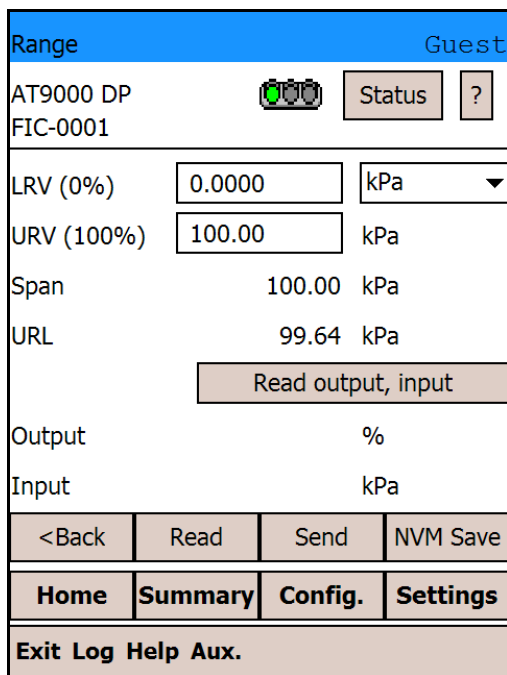 Range Guest
AT9000 DP Status ?
FIC-0001
LRV (0%) 0.0000 kPa
URV (100%) 100.00 kPa
Span 100.00 kPa
URL 99.64 kPa
Read output, input
Output %
Input kPa
<Back Read Send NVM Save
Home Summary Config. Settings
Exit Log Help Aux.